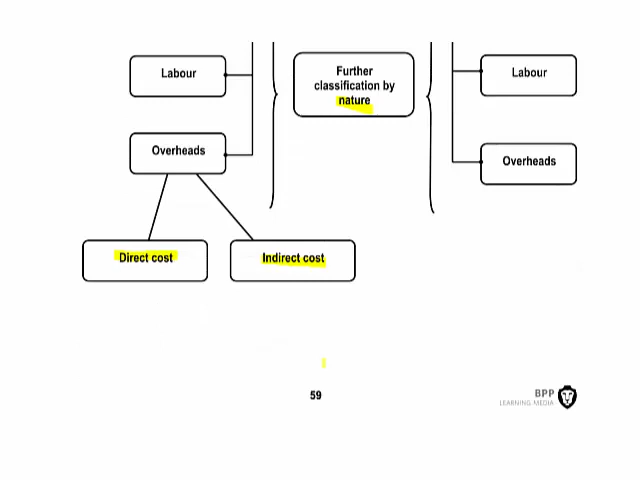 Labour
Further
classification by
nature
Labour
Overheads
Overheads
Direct cost
Indirect cost
59
BPP
LEARNING MEDIA